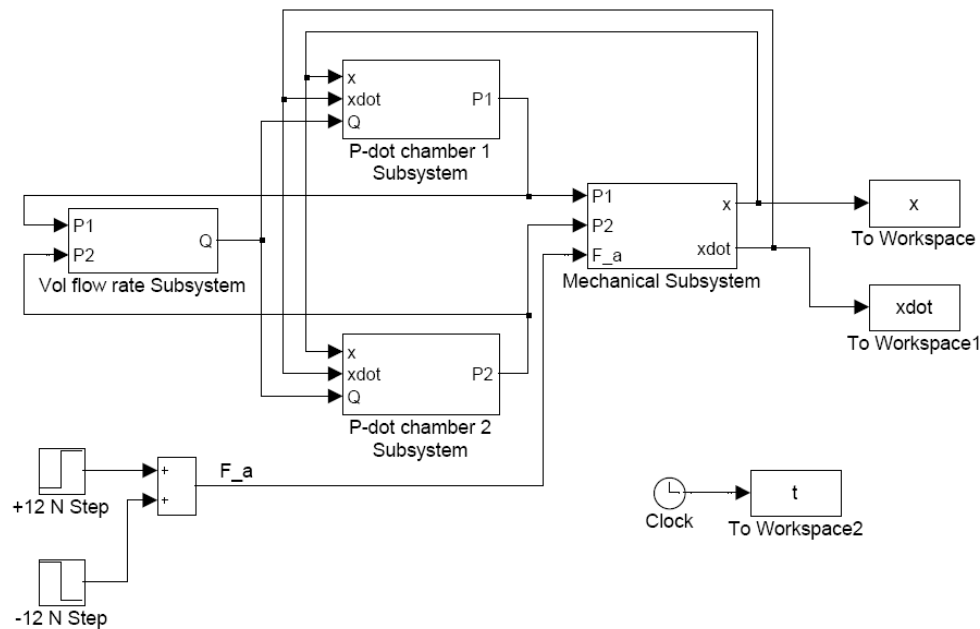 x
xdot
Q
P1
P-dot chamber 1
Subsystem
P1
P2
Q
Vol flow rate Subsystem
P1
P2
F_a
x
xdot
Mechanical Subsystem
x
To Workspace
xdot
To Workspace1
x
xdot
Q
P2
P-dot chamber 2
Subsystem
+
+
F_a
+12 N Step
-12 N Step
Clock
t
To Workspace2